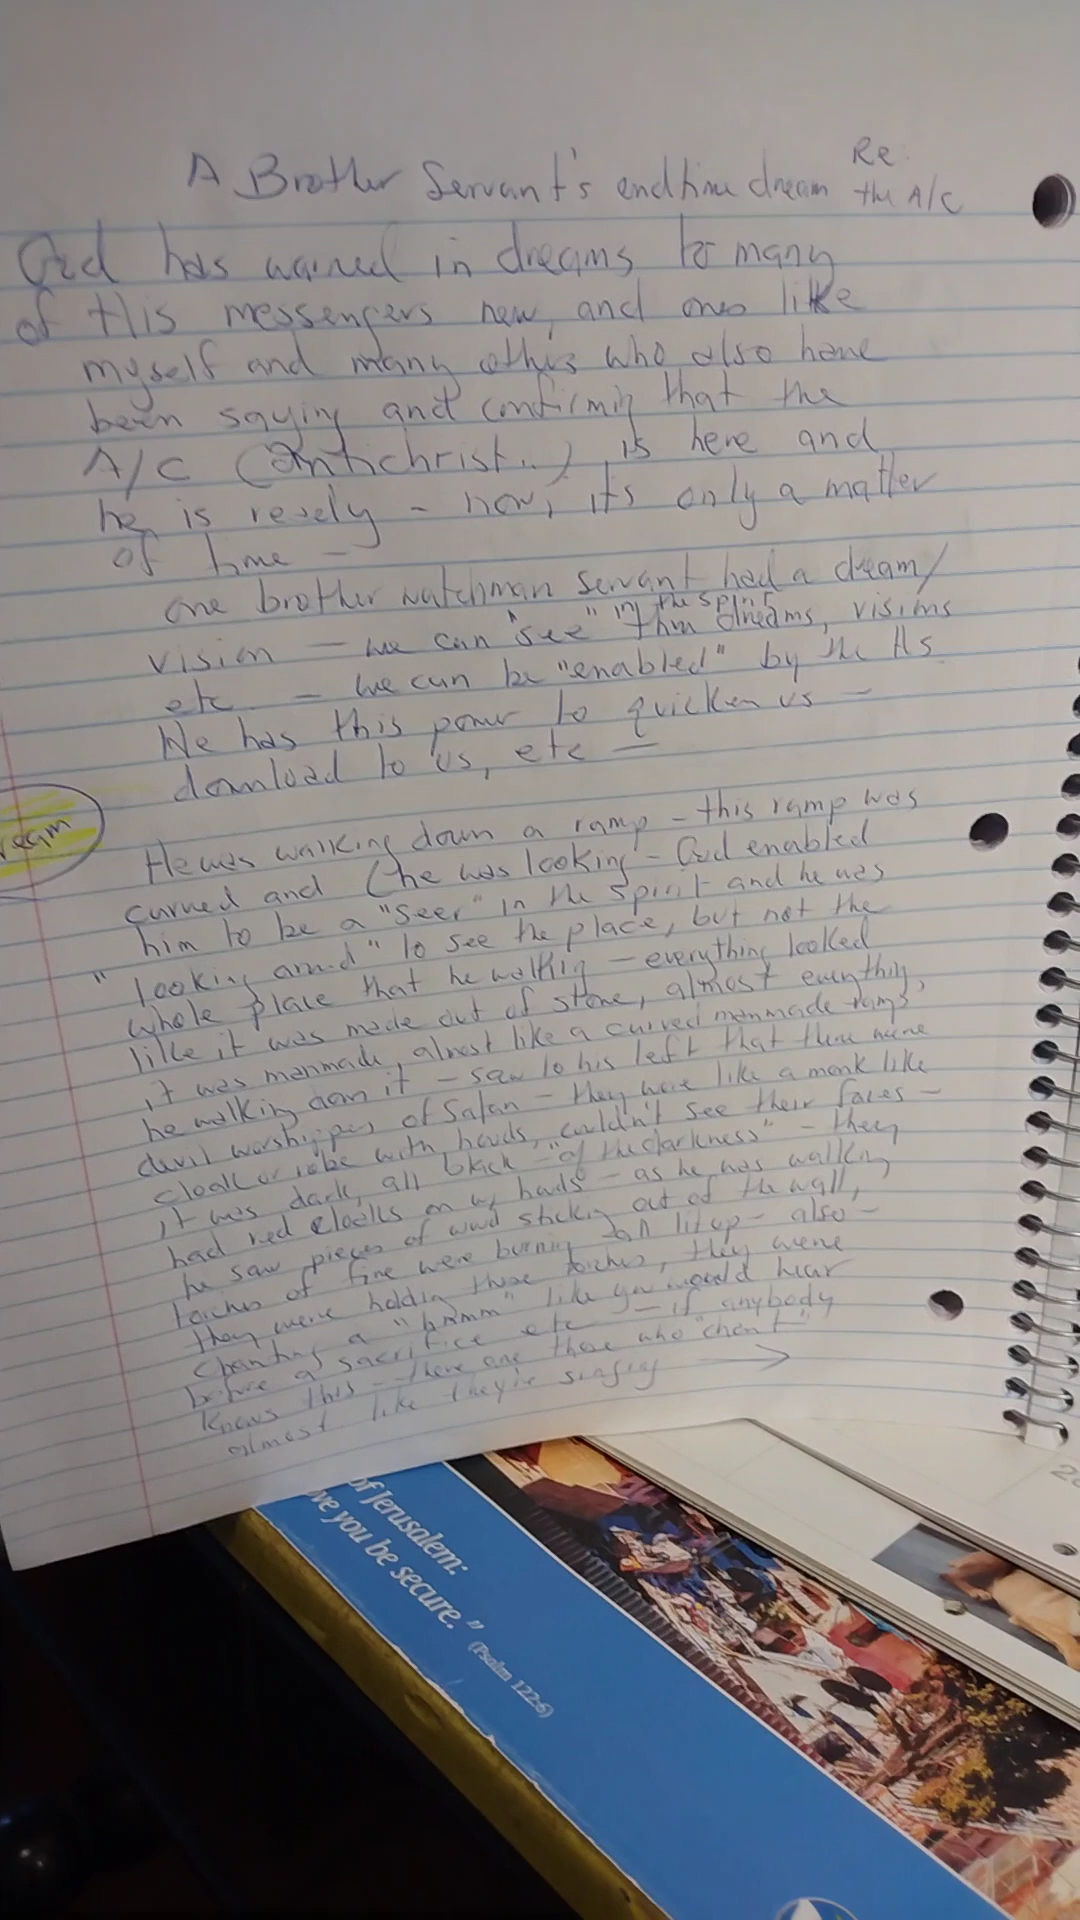 A Brother Servant's endtime dream Re the A/C
God has warned in dreams to many
of His messengers new, and ones like
myself and many others who also have
been saying and confirming that the
A/C (Antichrist..) is here and
he is ready - now, its only a matter
of time -
one brother watchman servant had a dream/
vision - we can "see" "in the spirit" thru dreams, visions
etc - we can be "enabled" by the HS
He has this power to quicken us -
download to us, etc -
ream
He was walking down a ramp - this ramp was
curved and (he was looking - God enabled
him to be a "seer" in the spirit and he was
"looking around" to see the place, but not the
whole place that he walking - everything looked
like it was made out of stone, almost everything,
it was manmade, almost like a curved manmade ramp
he walking down it - saw to his left that there were
devil worshippers of Satan - they were like a monk like
cloak or robe with hoods, couldn't see their faces -
it was dark, all black - "of the darkness" - they
had red cloaks on w/ hoods - as he was walking
he saw pieces of wood sticking out of the wall,
torches of fire were burning all lit up - also -
they were holding those torches, they were
chanting a "hmmm" like you would hear
before a sacrifice etc - if anybody
knows this - there are those who "chant"
almost like they're singing
of Jerusalem:
ve you be secure."
(Psalm 122:6)